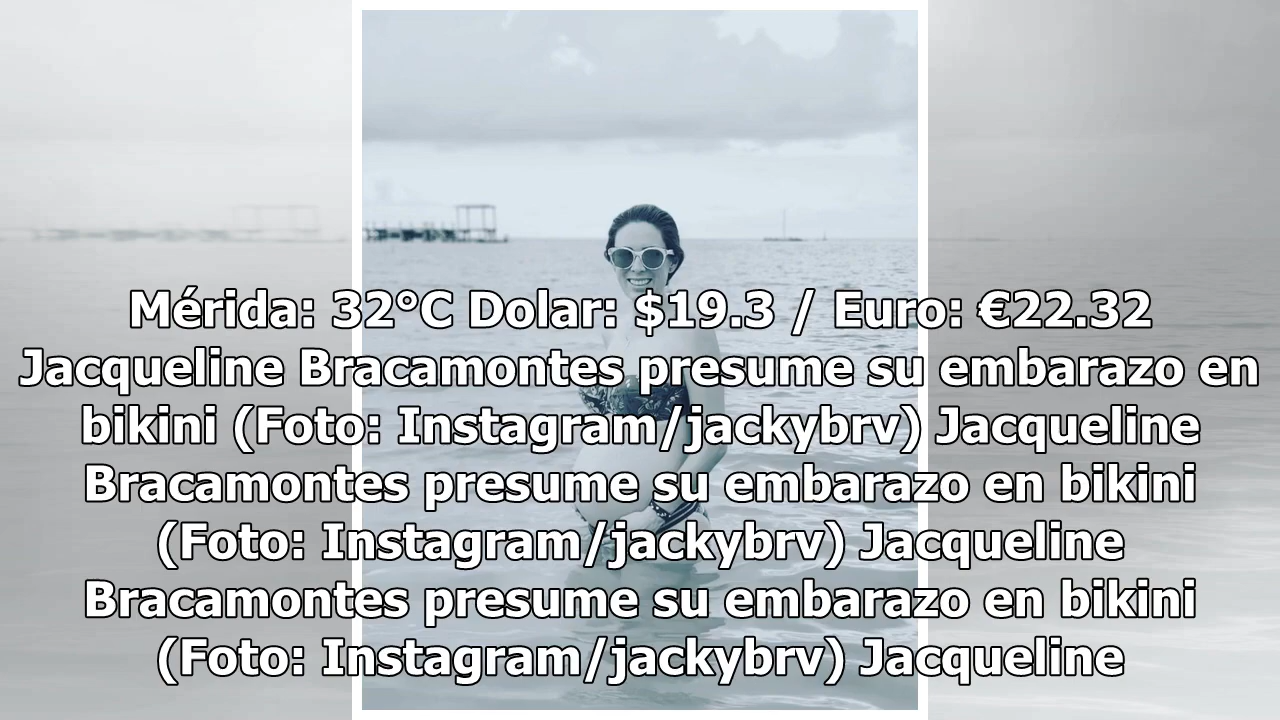 Mérida: 32°C Dolar: $19.3 / Euro: €22.32
Jacqueline Bracamontes presume su embarazo en
bikini (Foto: Instagram/jackybrv) Jacqueline
Bracamontes presume su embarazo en bikini
(Foto: Instagram/jackybrv) Jacqueline
Bracamontes presume su embarazo en bikini
(Foto: Instagram/jackybrv) Jacqueline